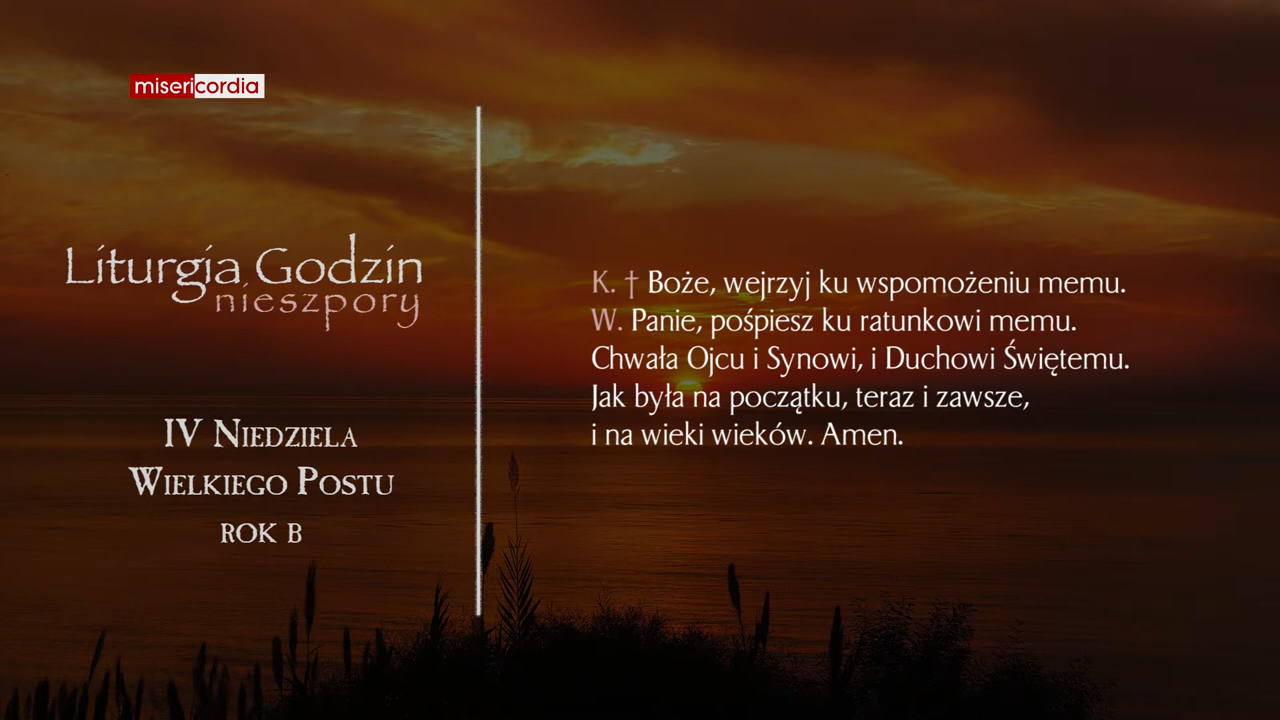 misericordia
Liturgia Godzin
nieszpory
IV Niedziela
Wielkiego Postu
rok B
K. † Boże, wejrzyj ku wspomożeniu memu.
W. Panie, pośpiesz ku ratunkowi memu.
Chwała Ojcu i Synowi, i Duchowi Świętemu.
Jak była na początku, teraz i zawsze,
i na wieki wieków. Amen.